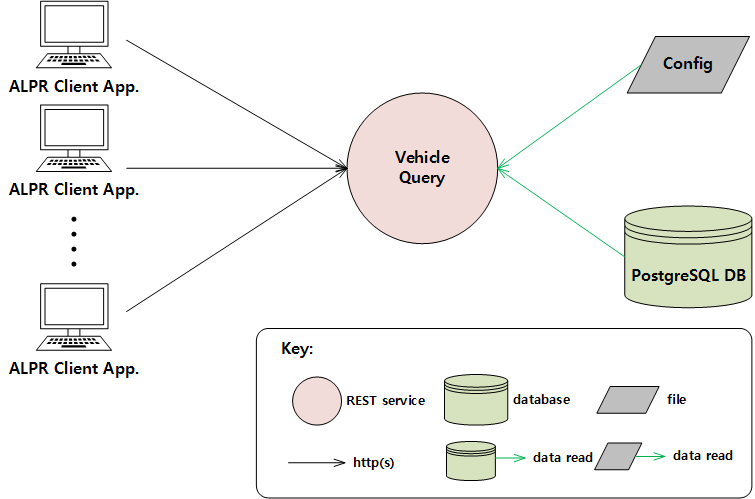 ALPR Client App.
ALPR Client App.
ALPR Client App.
Vehicle
Query
Config
PostgreSQL DB
Key:
REST service
database
file
http(s)
data read
data read